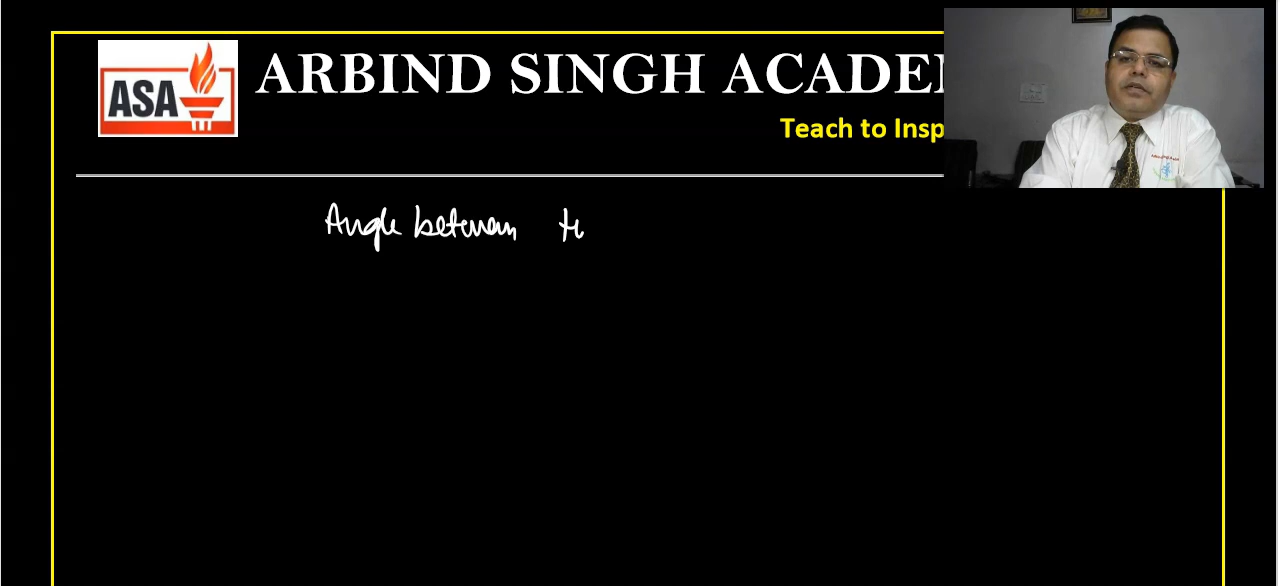 ASA
ARBIND SINGH ACADE
Teach to Insp
Angle between